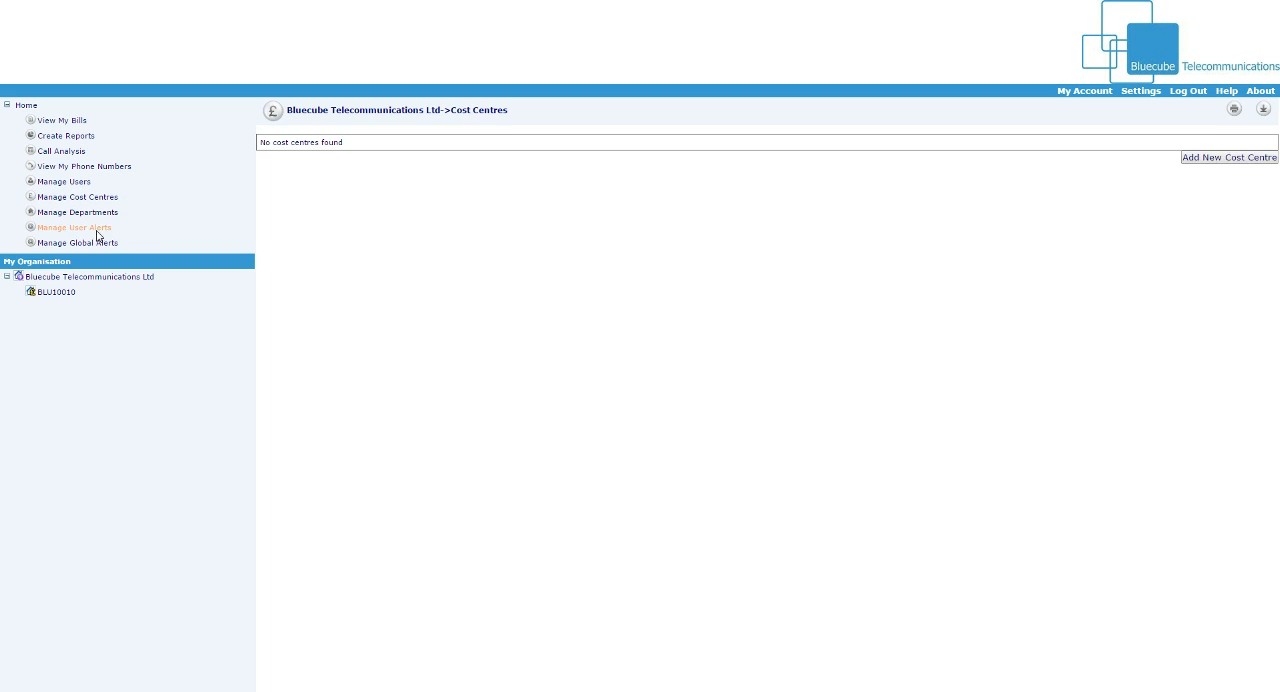 Bluecube Telecommunications
My Account Settings Log Out Help About
Home
View My Bills
Create Reports
Call Analysis
View My Phone Numbers
Manage Users
Manage Cost Centres
Manage Departments
Manage User Alerts
Manage Global Alerts
My Organisation
Bluecube Telecommunications Ltd
BLU10010
£ Bluecube Telecommunications Ltd->Cost Centres
No cost centres found
Add New Cost Centre